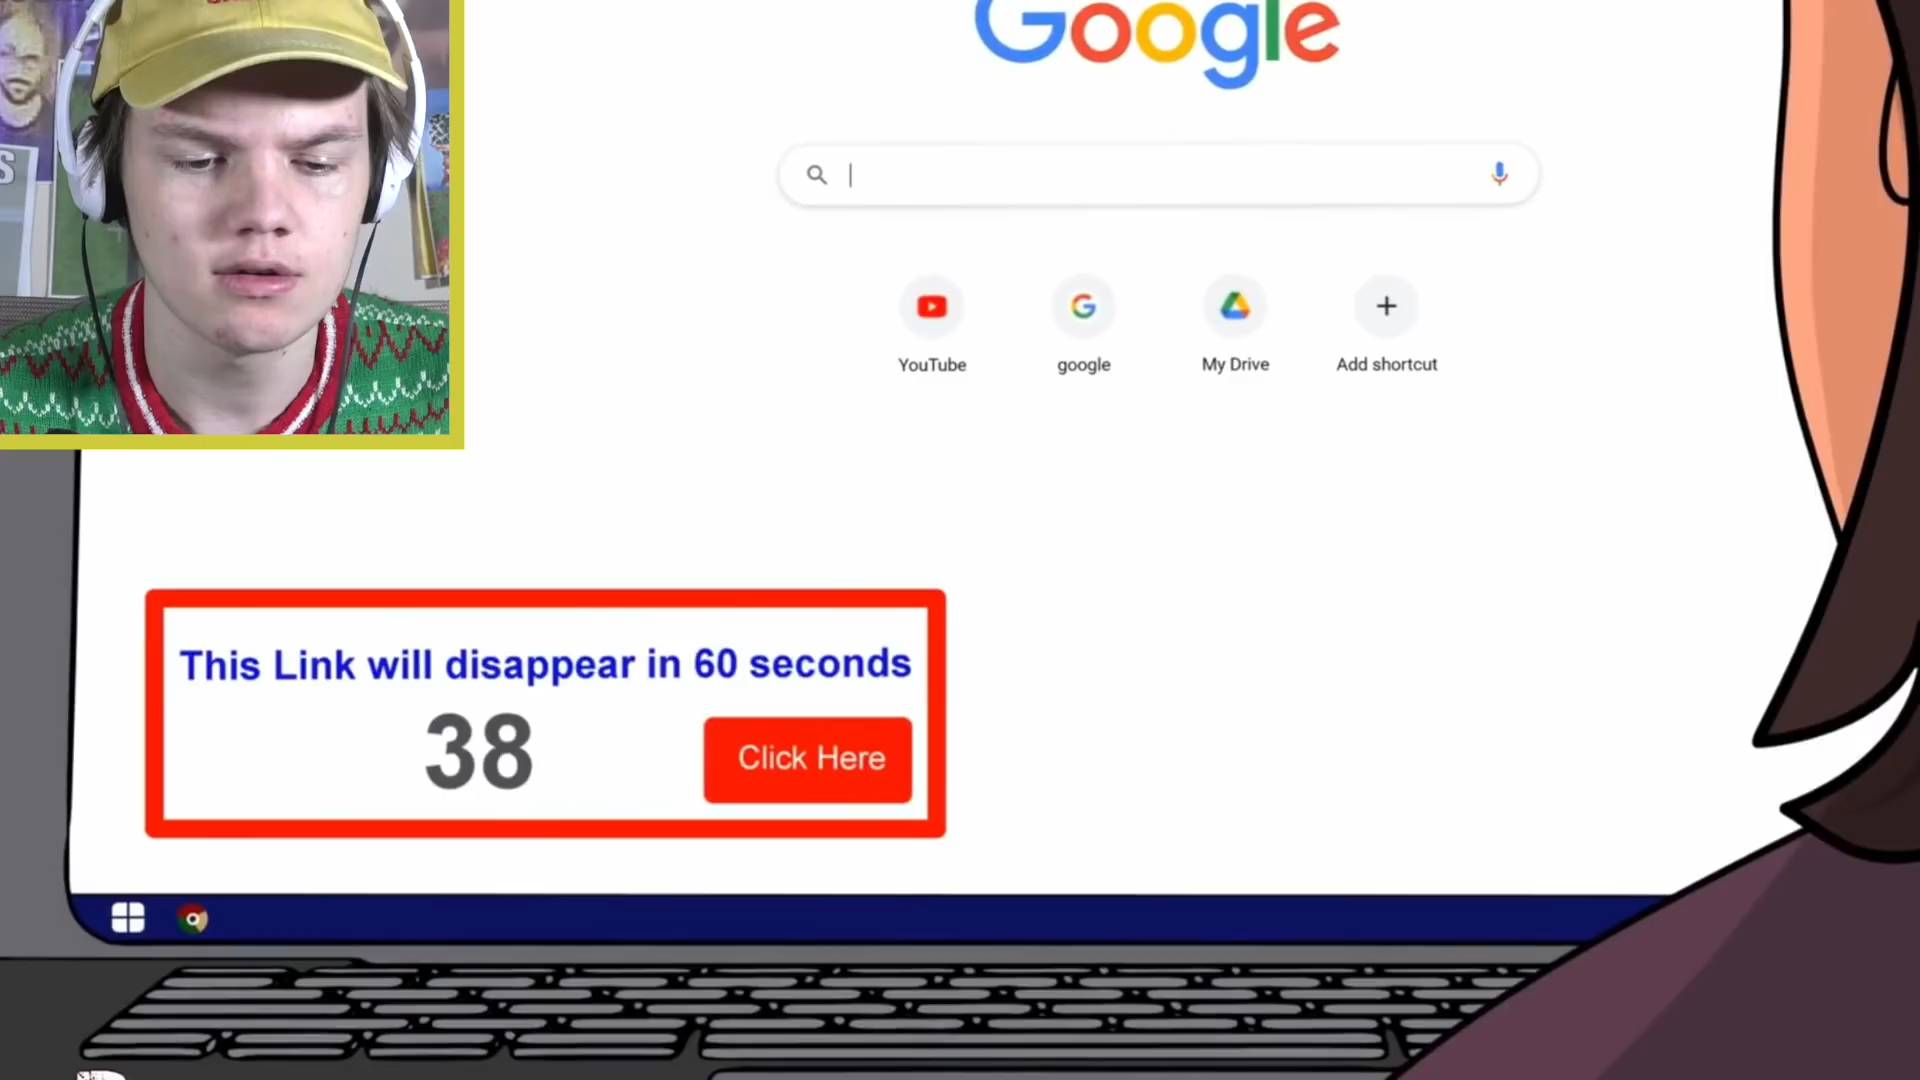 Google
YouTube
google
My Drive
Add shortcut
This Link will disappear in 60 seconds
38
Click Here